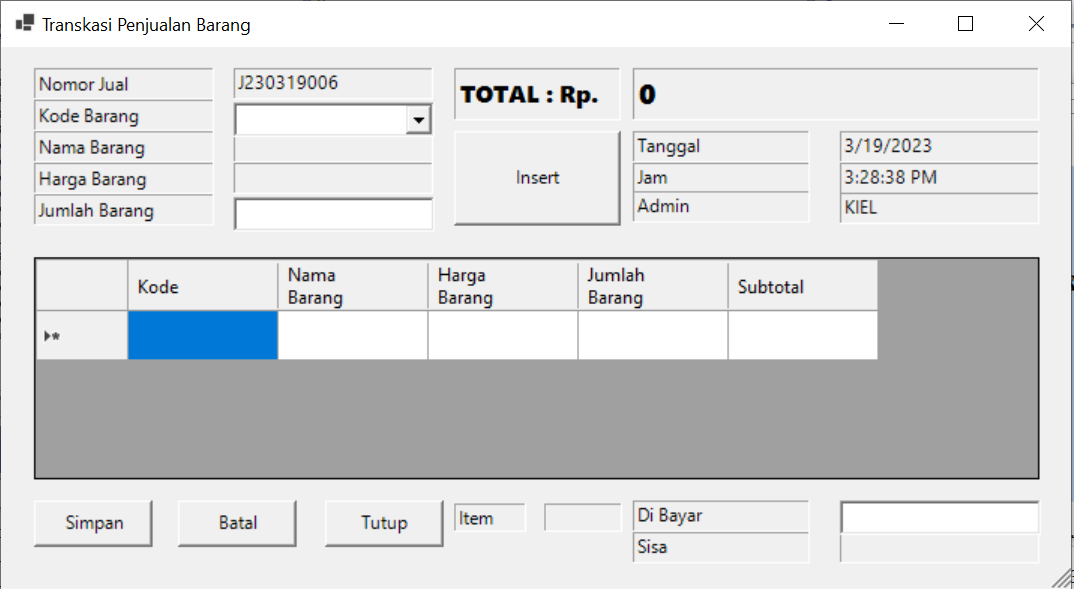 Transkasi Penjualan Barang
Nomor Jual
J230319006
Kode Barang
Nama Barang
Harga Barang
Jumlah Barang
TOTAL : Rp.
0
Insert
Tanggal
3/19/2023
Jam
3:28:38 PM
Admin
KIEL
Kode
Nama
Barang
Harga
Barang
Jumlah
Barang
Subtotal
Simpan
Batal
Tutup
Item
Di Bayar
Sisa